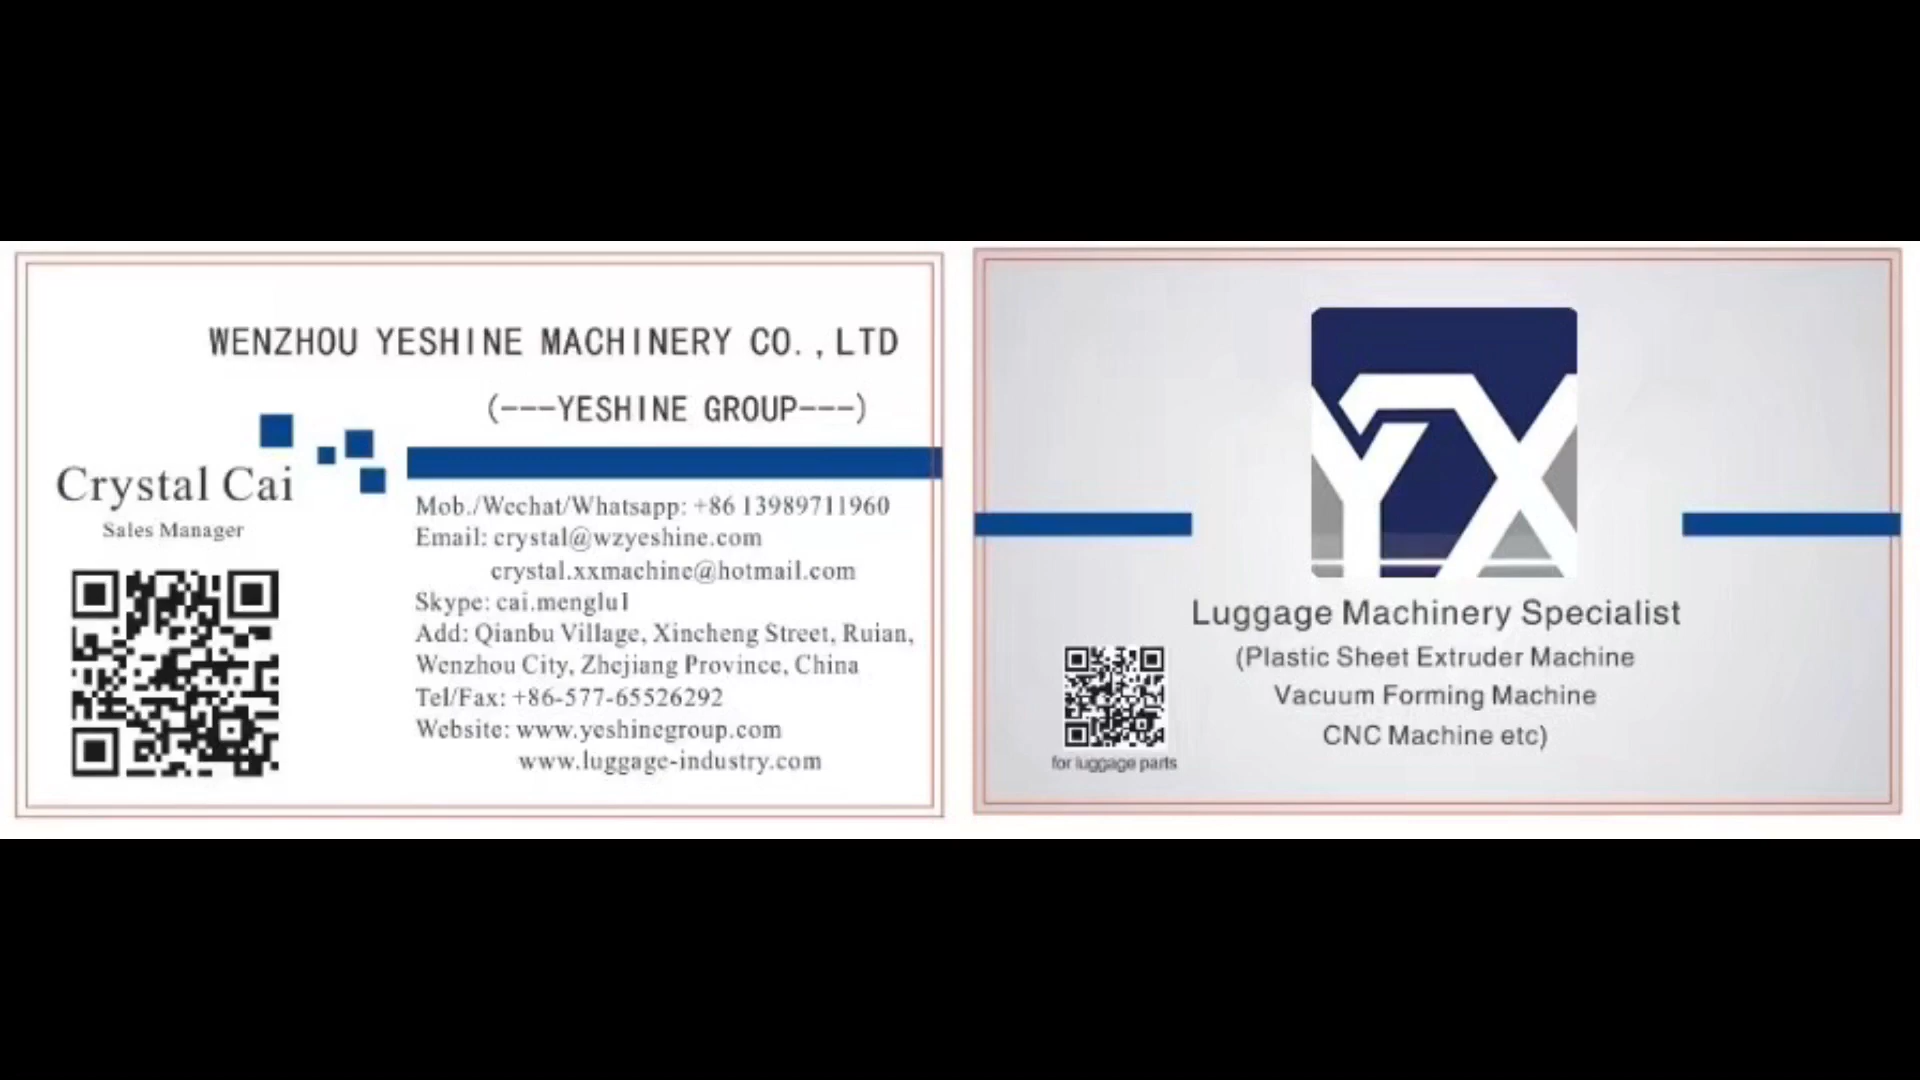 WENZHOU YESHINE MACHINERY CO.,LTD
(---YESHINE GROUP---)
Crystal Cai
Sales Manager
Mob./Wechat/Whatsapp: +86 13989711960
Email: crystal@wzyeshine.com
crystal.xxmachine@hotmail.com
Skype: cai.menglu1
Add: Qianbu Village, Xincheng Street, Ruian,
Wenzhou City, Zhejiang Province, China
Tel/Fax: +86-577-65526292
Website: www.yeshinegroup.com
www.luggage-industry.com
YX
Luggage Machinery Specialist
(Plastic Sheet Extruder Machine
Vacuum Forming Machine
CNC Machine etc)
for luggage parts